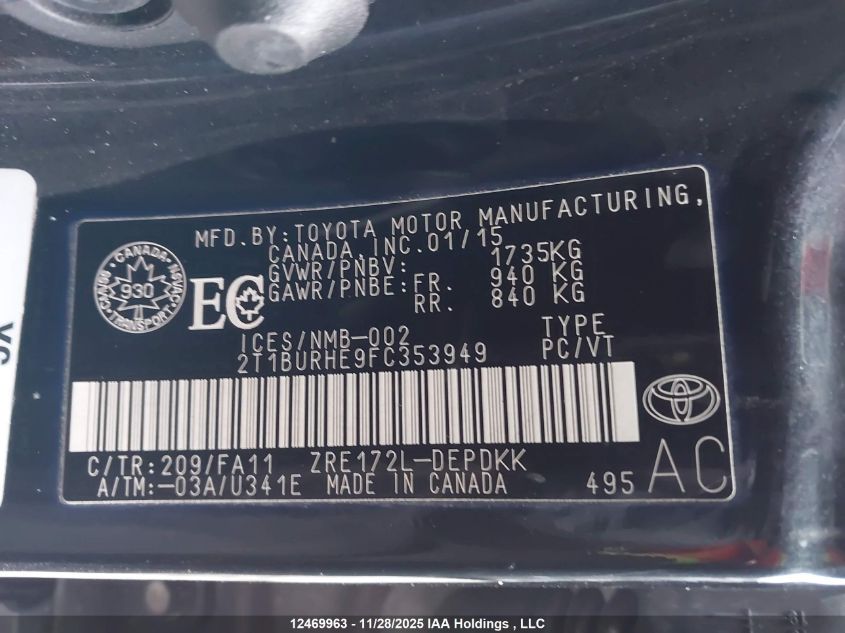 MFD.BY:TOYOTA MOTOR MANUFACTURING,
CANADA,INC.01/15
GVWR/PNBV: 1735KG
GAWR/PNBE:FR. 940 KG
RR. 840 KG
CANADA
930
TRANSPORT
EC
ICES/NMB-002 TYPE
2T1BURHE9FC353949 PC/VT
C/TR:209/FA11 ZRE172L-DEPDKK
A/TM:-03A/U341E MADE IN CANADA 495 AC
12469963 - 11/28/2025 IAA Holdings , LLC